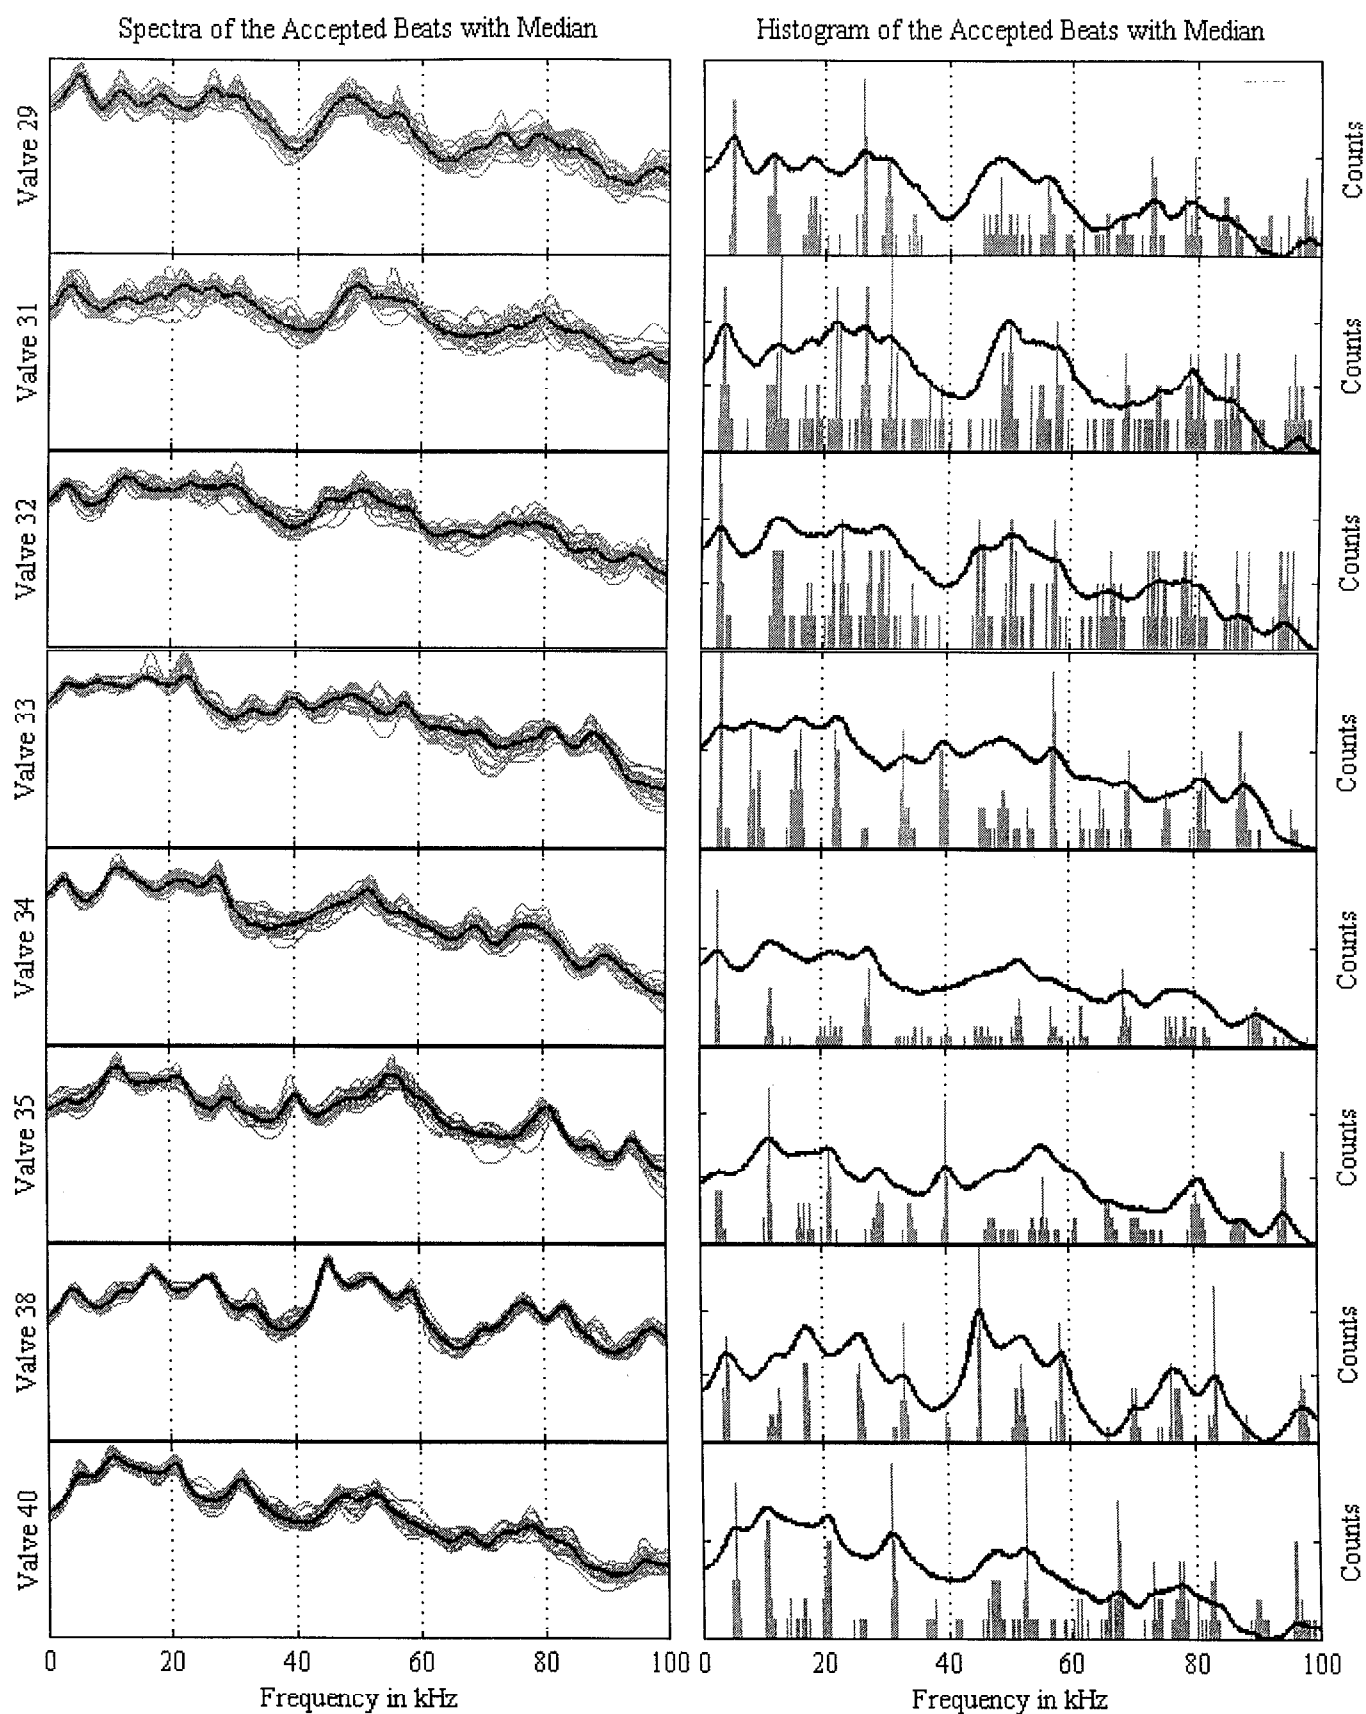 Spectra of the Accepted Beats with Median
Histogram of the Accepted Beats with Median
Valve 29
Counts
Valve 31
Counts
Valve 32
Counts
Valve 33
Counts
Valve 34
Counts
Valve 35
Counts
Valve 38
Counts
Valve 40
Counts
0 20 40 60 80 100
0 20 40 60 80 100
Frequency in kHz
Frequency in kHz